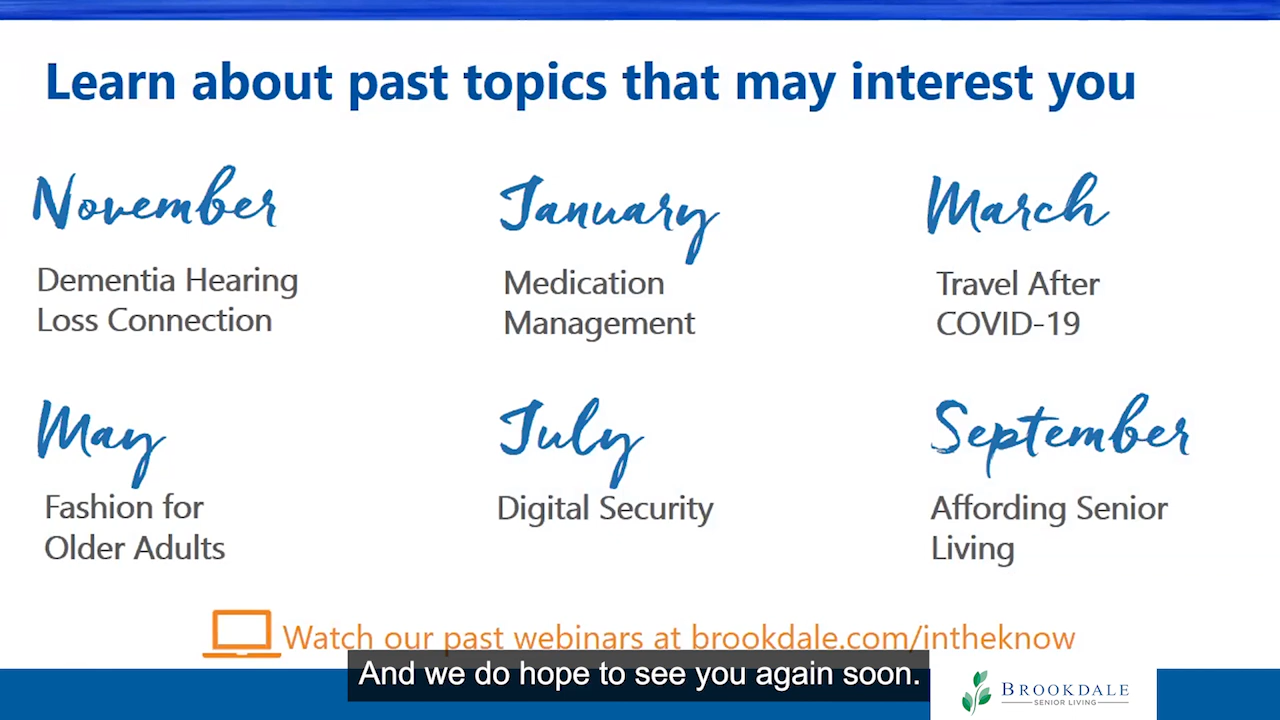 Learn about past topics that may interest you
November
Dementia Hearing
Loss Connection
January
Medication
Management
March
Travel After
COVID-19
May
Fashion for
Older Adults
July
Digital Security
September
Affording Senior
Living
Watch our past webinars at brookdale.com/intheknow
And we do hope to see you again soon.
BROOKDALE
SENIOR LIVING